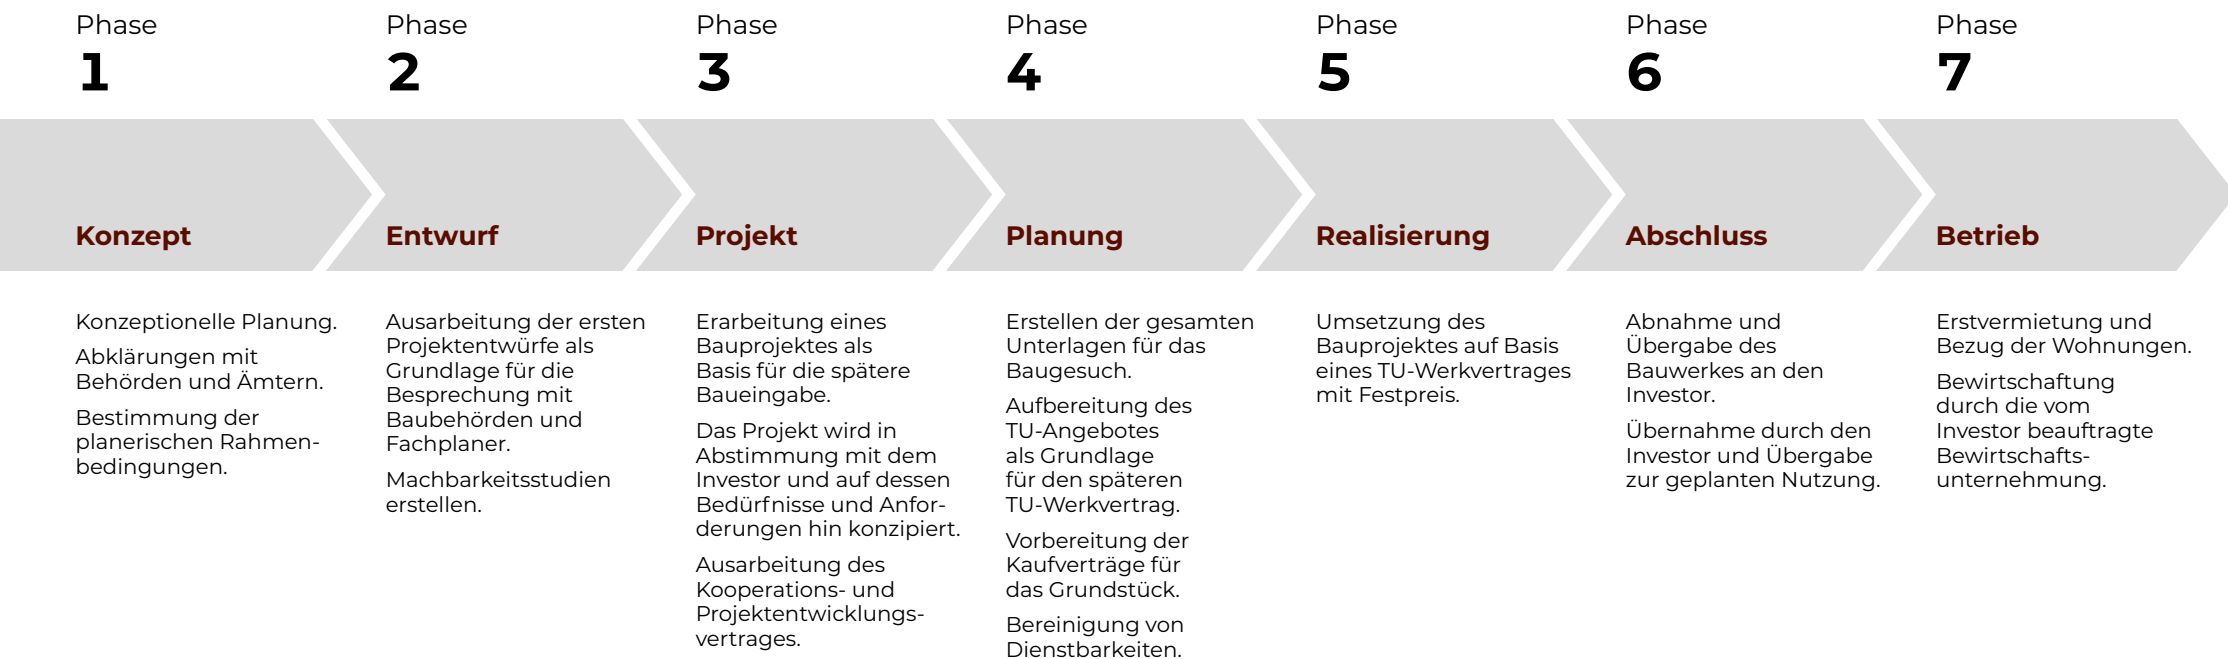 Phase
1
Konzept
Konzeptionelle Planung.
Abklärungen mit
Behörden und Ämtern.
Bestimmung der
planerischen Rahmen-
bedingungen.
Phase
2
Entwurf
Ausarbeitung der ersten
Projektentwürfe als
Grundlage für die
Besprechung mit
Baubehörden und
Fachplaner.
Machbarkeitsstudien
erstellen.
Phase
3
Projekt
Erarbeitung eines
Bauprojektes als
Basis für die spätere
Baueingabe.
Das Projekt wird in
Abstimmung mit dem
Investor und auf dessen
Bedürfnisse und Anfor-
derungen hin konzipiert.
Ausarbeitung des
Kooperations- und
Projektentwicklungs-
vertrages.
Phase
4
Planung
Erstellen der gesamten
Unterlagen für das
Baugesuch.
Aufbereitung des
TU-Angebotes
als Grundlage
für den späteren
TU-Werkvertrag.
Vorbereitung der
Kaufverträge für
das Grundstück.
Bereinigung von
Dienstbarkeiten.
Phase
5
Realisierung
Umsetzung des
Bauprojektes auf Basis
eines TU-Werkvertrages
mit Festpreis.
Phase
6
Abschluss
Abnahme und
Übergabe des
Bauwerkes an den
Investor.
Übernahme durch den
Investor und Übergabe
zur geplanten Nutzung.
Phase
7
Betrieb
Erstvermietung und
Bezug der Wohnungen.
Bewirtschaftung
durch die vom
Investor beauftragte
Bewirtschafts-
unternehmung.